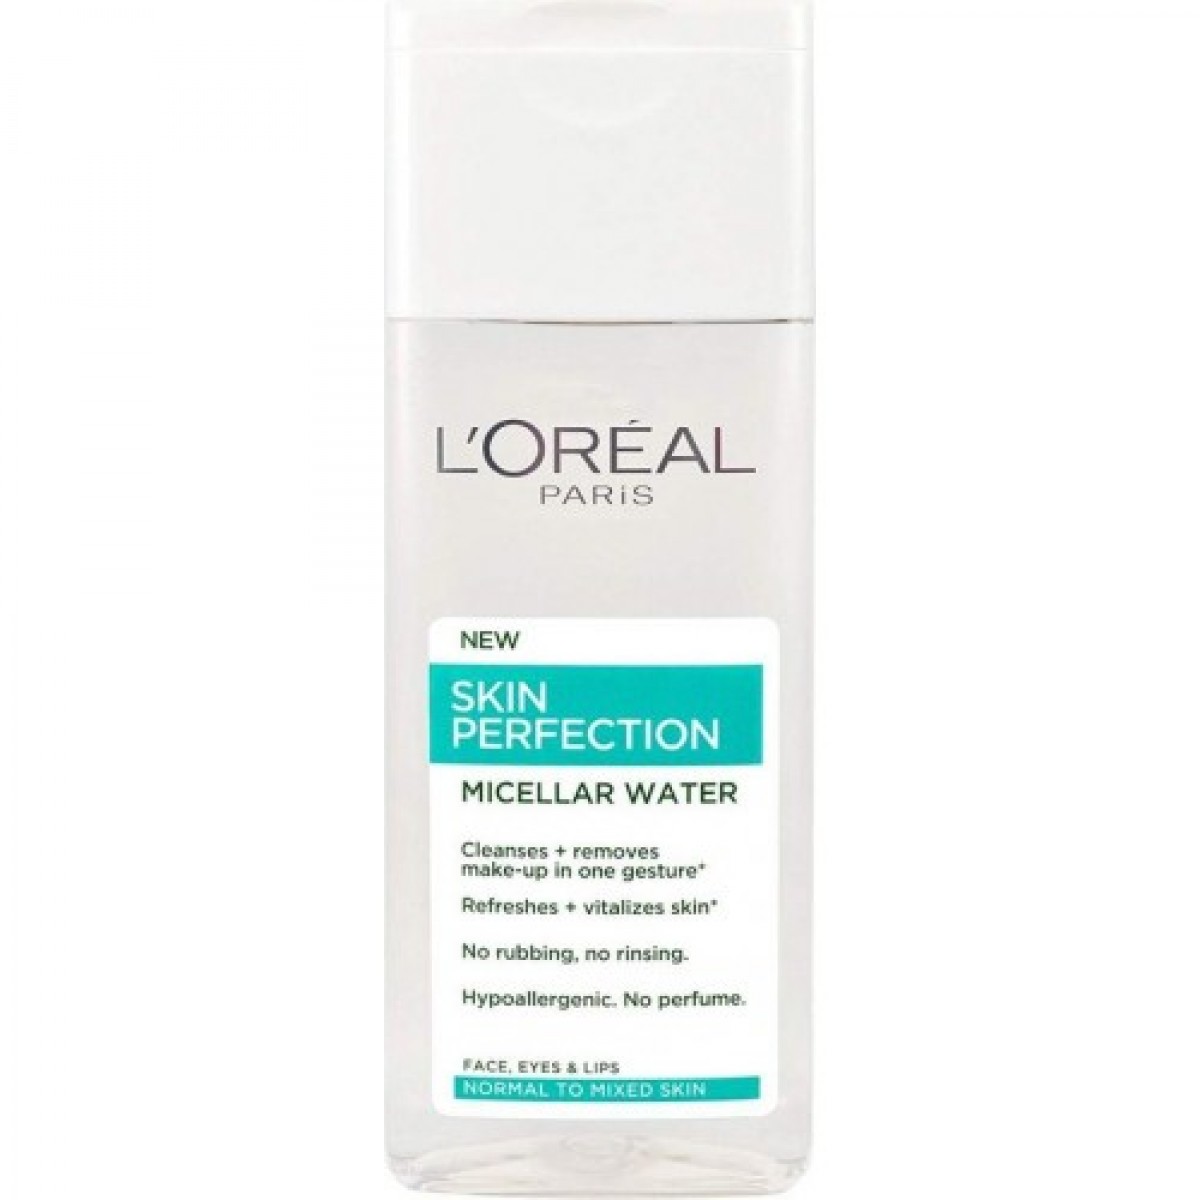 L'ORÉAL
PARiS
NEW
SKIN
PERFECTION
MICELLAR WATER
Cleanses + removes
make-up in one gesture*
Refreshes + vitalizes skin*
No rubbing, no rinsing.
Hypoallergenic. No perfume.
FACE, EYES & LIPS
NORMAL TO MIXED SKIN